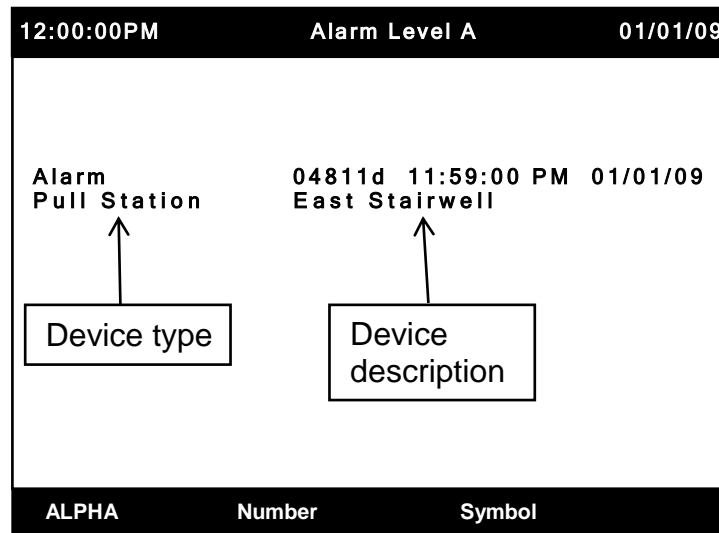 12:00:00PM Alarm Level A 01/01/09
Alarm 04811d 11:59:00 PM 01/01/09
Pull Station East Stairwell
Device type
Device
description
ALPHA Number Symbol